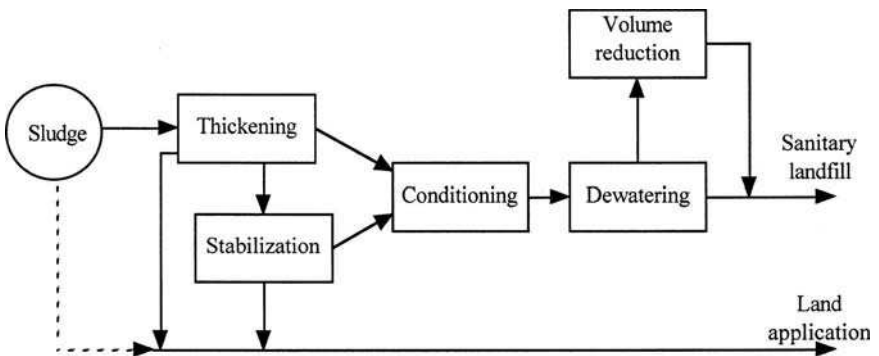 Volume
reduction
Sludge
Thickening
Sanitary
landfill
Conditioning
Dewatering
Stabilization
Land
application